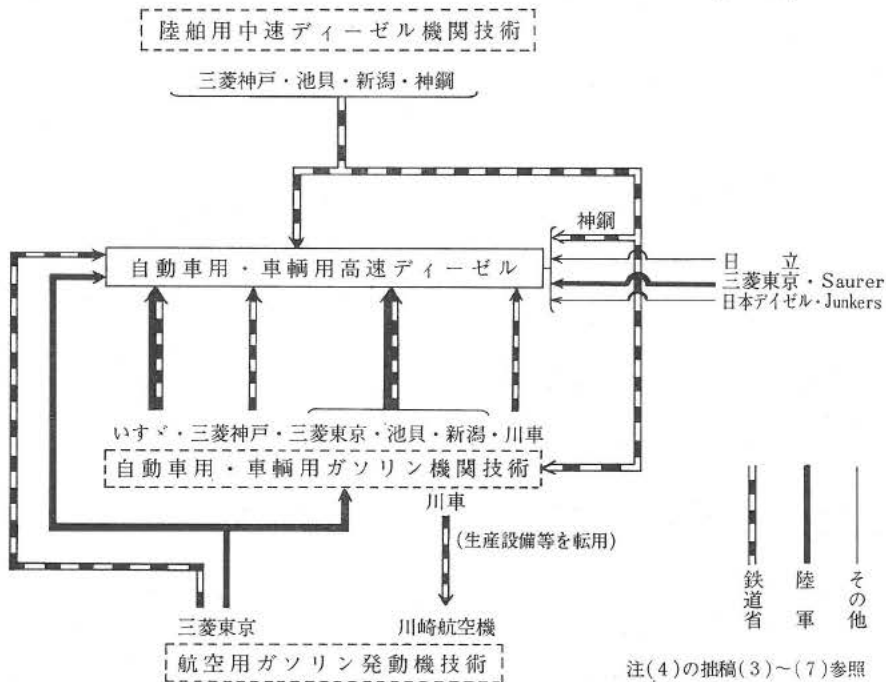 陸舶用中速ディーゼル機関技術
三菱神戸・池貝・新潟・神鋼
神鋼
自動車用・車輌用高速ディーゼル
日立
三菱東京・Saurer
日本デイゼル・Junkers
いすゞ・三菱神戸・三菱東京・池貝・新潟・川車
自動車用・車輌用ガソリン機関技術
川車
(生産設備等を転用)
鉄道省
陸軍
その他
三菱東京
川崎航空機
航空用ガソリン発動機技術
注(4)の拙稿(3)～(7)参照